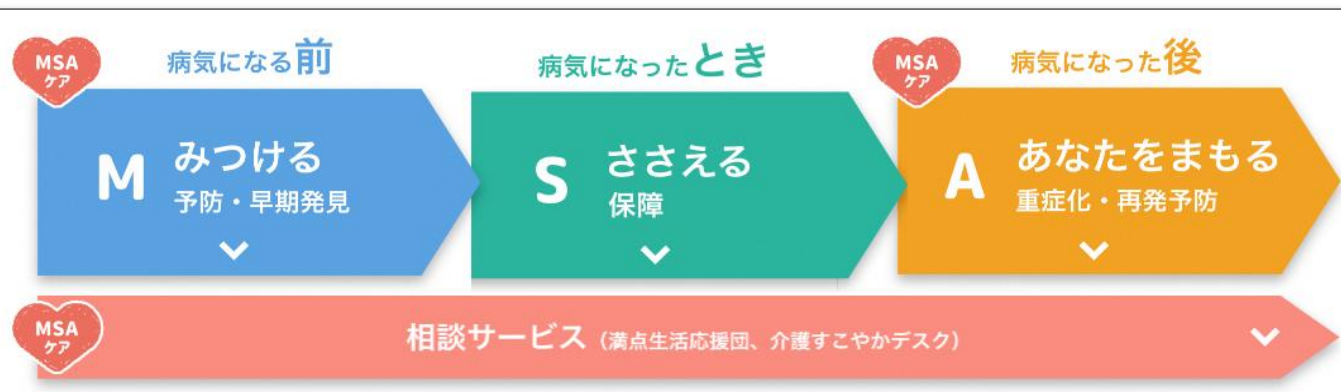 MSA
ケア
病気になる前
M
みつける
予防・早期発見
病気になったとき
S
ささえる
保障
MSA
ケア
病気になった後
A
あなたをまもる
重症化・再発予防
MSA
ケア
相談サービス（満点生活応援団、介護すこやかデスク）